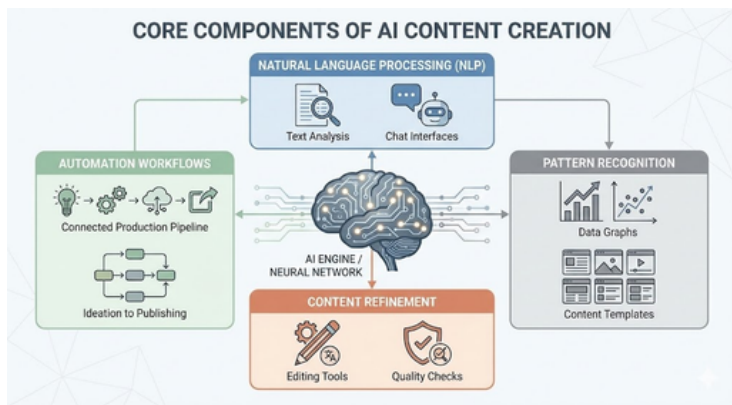 CORE COMPONENTS OF AI CONTENT CREATION
NATURAL LANGUAGE PROCESSING (NLP)
Text Analysis
Chat Interfaces
AUTOMATION WORKFLOWS
Connected Production Pipeline
Ideation to Publishing
AI ENGINE /
NEURAL NETWORK
PATTERN RECOGNITION
Data Graphs
Content Templates
CONTENT REFINEMENT
Editing Tools
Quality Checks